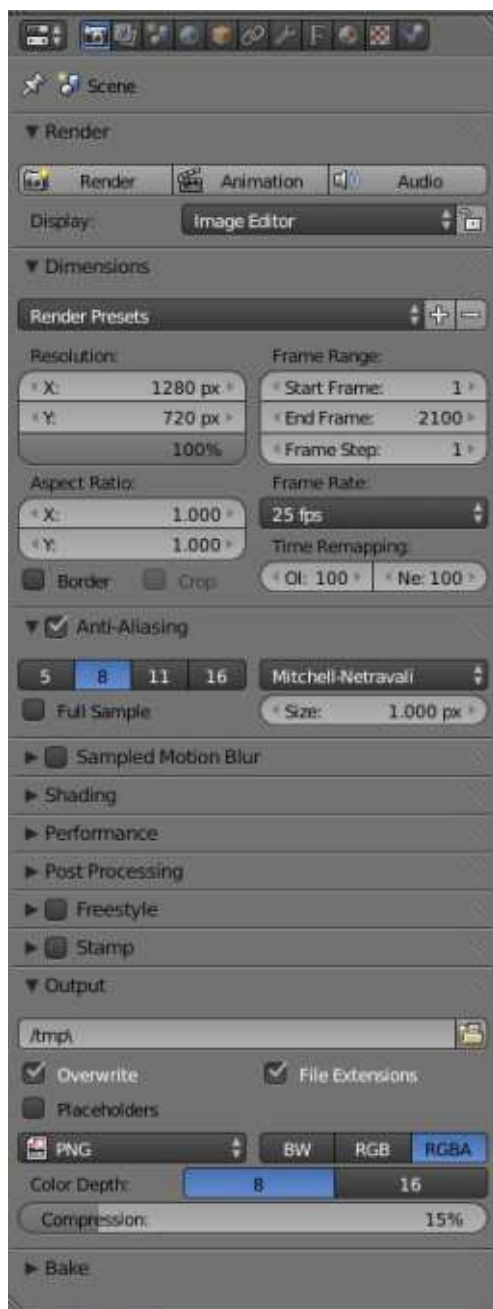 Scene
Render
Render Animation Audio
Display: Image Editor
Dimensions
Render Presets
Resolution: Frame Range:
X: 1280 px Start Frame: 1
Y: 720 px End Frame: 2100
100% Frame Step: 1
Aspect Ratio: Frame Rate:
X: 1.000 25 fps
Y: 1.000 Time Remapping:
Border Crop Ol: 100 Ne: 100
Anti-Aliasing
5 8 11 16 Mitchell-Netravali
Full Sample Size: 1.000 px
Sampled Motion Blur
Shading
Performance
Post Processing
Freestyle
Stamp
Output
/tmp\
Overwrite File Extensions
Placeholders
PNG BW RGB RGBA
Color Depth: 8 16
Compression: 15%
Bake